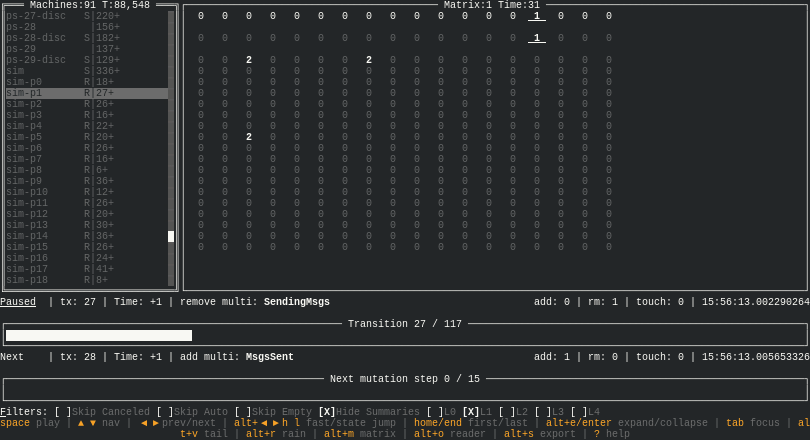 Machines:91 T:88,548 Matrix:1 Time:31
ps-27-disc S|220+ 0 0 0 0 0 0 0 0 0 0 0 0 0 0 1 0 0 0
ps-28 |156+
ps-28-disc S|182+ 0 0 0 0 0 0 0 0 0 0 0 0 0 0 1 0 0 0
ps-29 |137+
ps-29-disc S|129+ 0 0 2 0 0 0 0 2 0 0 0 0 0 0 0 0 0 0
sim S|336+ 0 0 0 0 0 0 0 0 0 0 0 0 0 0 0 0 0 0
sim-p0 R|18+ 0 0 0 0 0 0 0 0 0 0 0 0 0 0 0 0 0 0
sim-p1 R|27+ 0 0 0 0 0 0 0 0 0 0 0 0 0 0 0 0 0 0
sim-p2 R|26+ 0 0 0 0 0 0 0 0 0 0 0 0 0 0 0 0 0 0
sim-p3 R|16+ 0 0 0 0 0 0 0 0 0 0 0 0 0 0 0 0 0 0
sim-p4 R|22+ 0 0 0 0 0 0 0 0 0 0 0 0 0 0 0 0 0 0
sim-p5 R|20+ 0 0 2 0 0 0 0 0 0 0 0 0 0 0 0 0 0 0
sim-p6 R|26+ 0 0 0 0 0 0 0 0 0 0 0 0 0 0 0 0 0 0
sim-p7 R|16+ 0 0 0 0 0 0 0 0 0 0 0 0 0 0 0 0 0 0
sim-p8 R|6+ 0 0 0 0 0 0 0 0 0 0 0 0 0 0 0 0 0 0
sim-p9 R|36+ 0 0 0 0 0 0 0 0 0 0 0 0 0 0 0 0 0 0
sim-p10 R|12+ 0 0 0 0 0 0 0 0 0 0 0 0 0 0 0 0 0 0
sim-p11 R|26+ 0 0 0 0 0 0 0 0 0 0 0 0 0 0 0 0 0 0
sim-p12 R|20+ 0 0 0 0 0 0 0 0 0 0 0 0 0 0 0 0 0 0
sim-p13 R|30+ 0 0 0 0 0 0 0 0 0 0 0 0 0 0 0 0 0 0
sim-p14 R|36+ 0 0 0 0 0 0 0 0 0 0 0 0 0 0 0 0 0 0
sim-p15 R|26+ 0 0 0 0 0 0 0 0 0 0 0 0 0 0 0 0 0 0
sim-p16 R|24+
sim-p17 R|41+
sim-p18 R|8+
Paused | tx: 27 | Time: +1 | remove multi: SendingMsgs add: 0 | rm: 1 | touch: 0 | 15:56:13.002290264
Transition 27 / 117
Next | tx: 28 | Time: +1 | add multi: MsgsSent add: 1 | rm: 0 | touch: 0 | 15:56:13.005653326
Next mutation step 0 / 15
Filters: [ ]Skip Canceled [ ]Skip Auto [ ]Skip Empty [X]Hide Summaries [ ]L0 [X]L1 [ ]L2 [ ]L3 [ ]L4
space play | ▲ ▼ nav | ◄ ► prev/next | alt+◄ ► h l fast/state jump | home/end first/last | alt+e/enter expand/collapse | tab focus | al
t+v tail | alt+r rain | alt+m matrix | alt+o reader | alt+s export | ? help